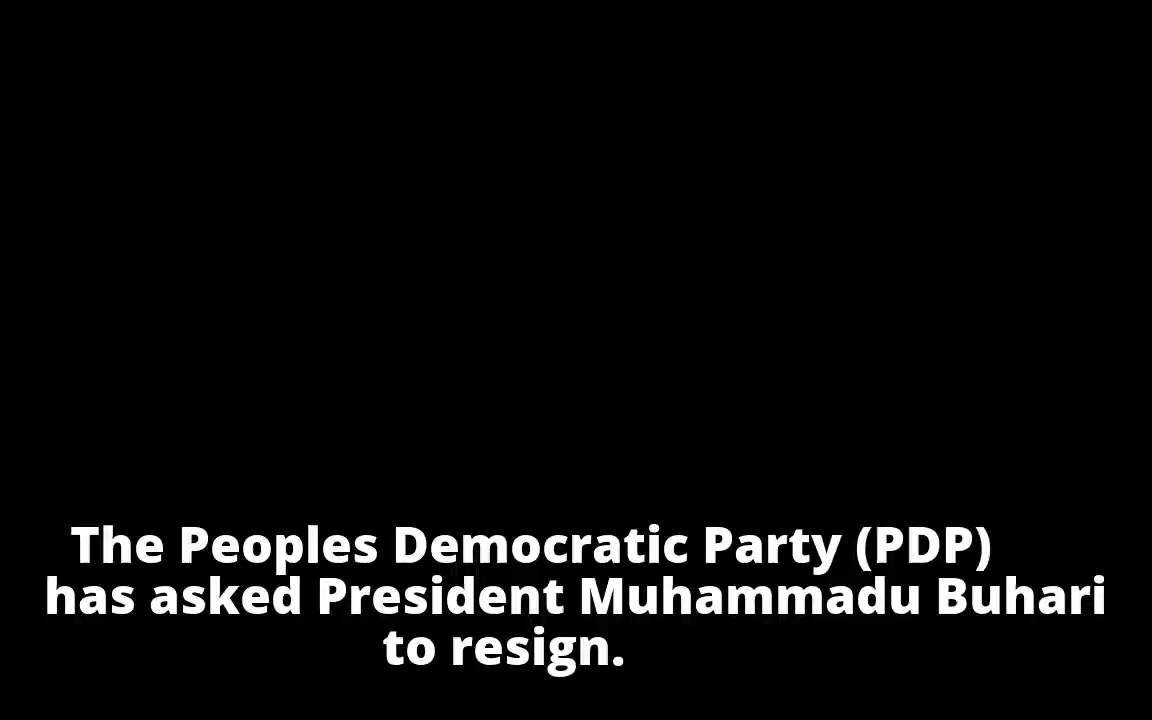 The Peoples Democratic Party (PDP)
has asked President Muhammadu Buhari
to resign.